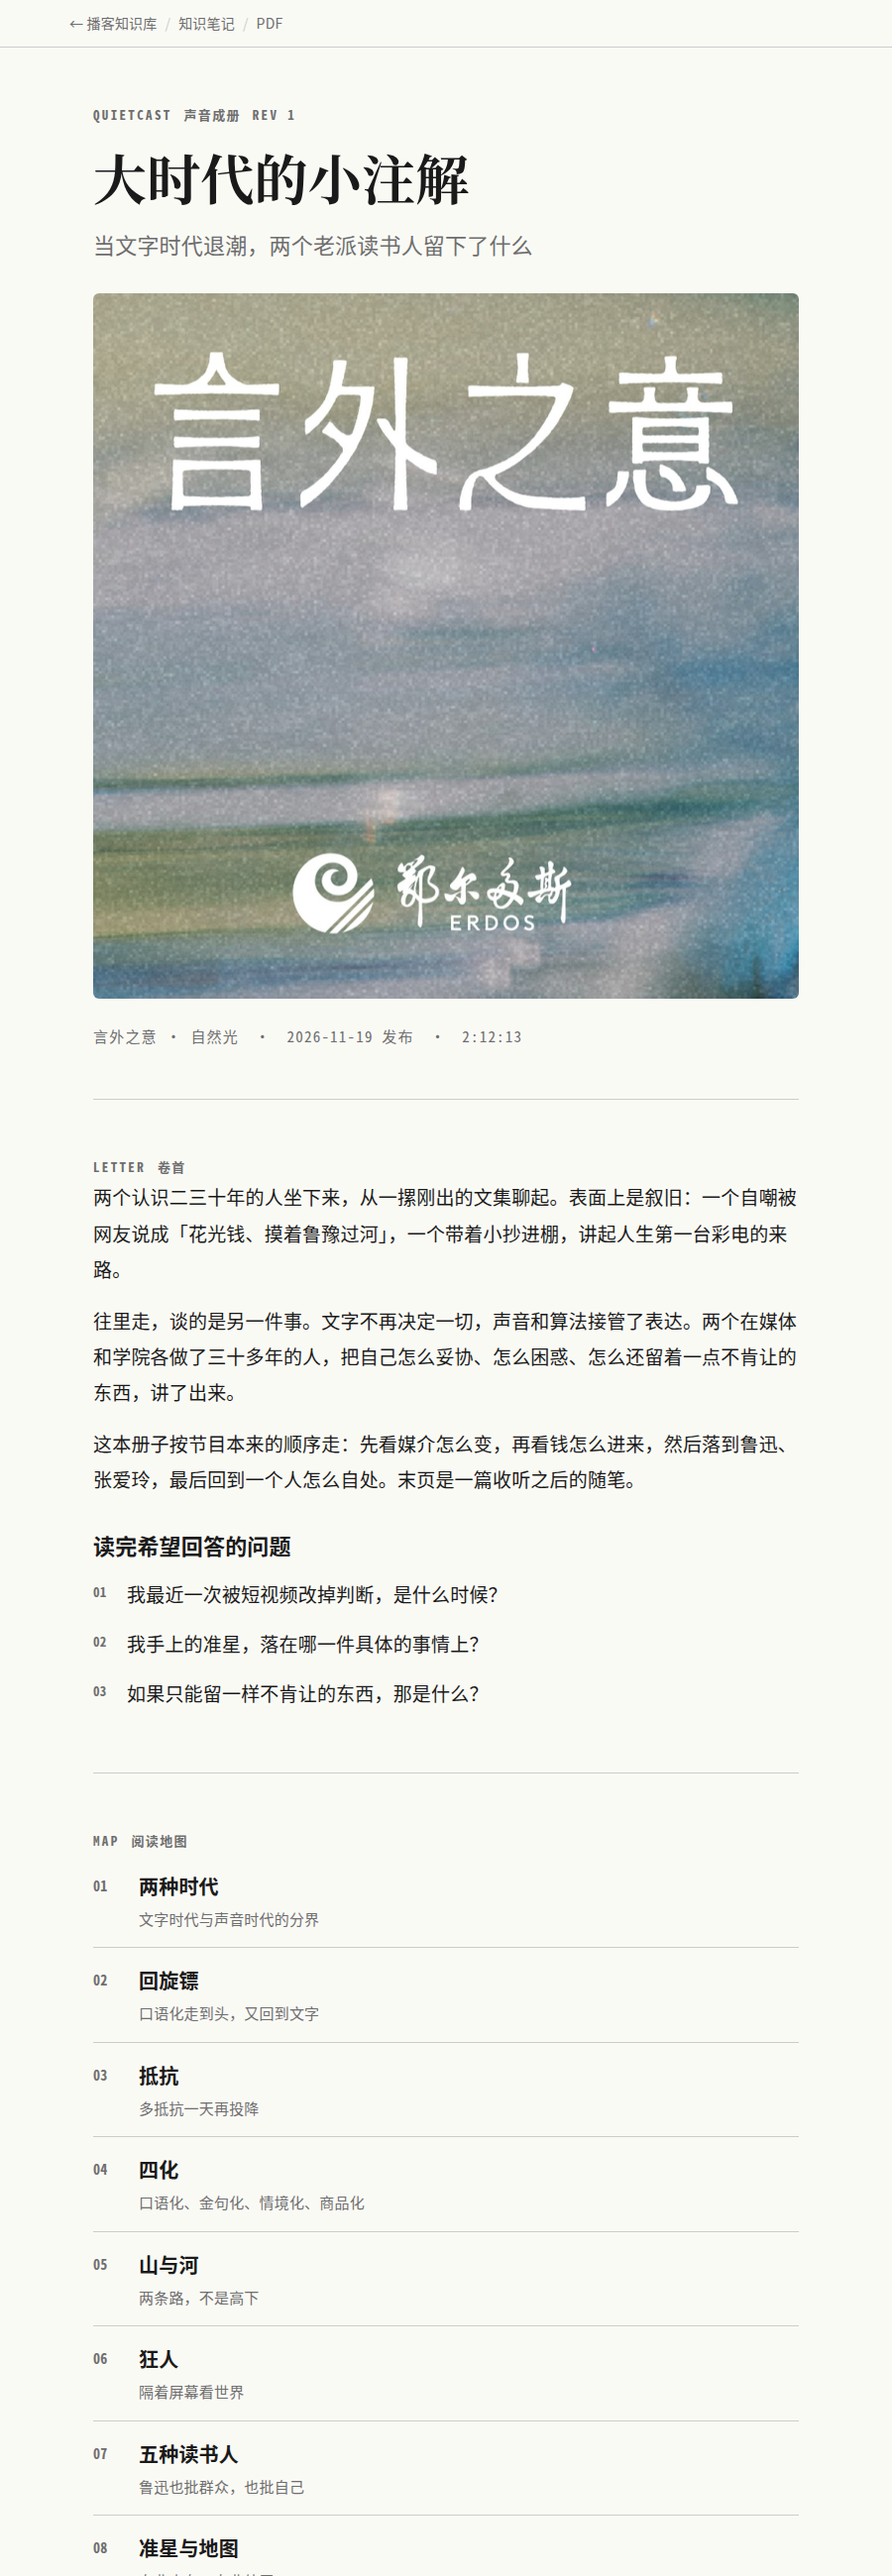 ← 播客知识库 / 知识笔记 / PDF
QUIETCAST 声音成册 REV 1
大时代的小注解
当文字时代退潮，两个老派读书人留下了什么
言外之意
鄂尔多斯
ERDOS
言外之意 · 自然光 · 2026-11-19 发布 · 2:12:13
LETTER 卷首
两个认识二三十年的人坐下来，从一摞刚出的文集聊起。表面上是叙旧：一个自嘲被
网友说成「花光钱、摸着鲁豫过河」，一个带着小抄进棚，讲起人生第一台彩电的来
路。
往里走，谈的是另一件事。文字不再决定一切，声音和算法接管了表达。两个在媒体
和学院各做了三十多年的人，把自己怎么妥协、怎么困惑、怎么还留着一点不肯让的
东西，讲了出来。
这本册子按节目本来的顺序走：先看媒介怎么变，再看钱怎么进来，然后落到鲁迅、
张爱玲，最后回到一个人怎么自处。末页是一篇收听之后的随笔。
读完希望回答的问题
01 我最近一次被短视频改掉判断，是什么时候？
02 我手上的准星，落在哪一件具体的事情上？
03 如果只能留一样不肯让的东西，那是什么？
MAP 阅读地图
01 两种时代
文字时代与声音时代的分界
02 回旋镖
口语化走到头，又回到文字
03 抵抗
多抵抗一天再投降
04 四化
口语化、金句化、情境化、商品化
05 山与河
两条路，不是高下
06 狂人
隔着屏幕看世界
07 五种读书人
鲁迅也批群众，也批自己
08 准星与地图